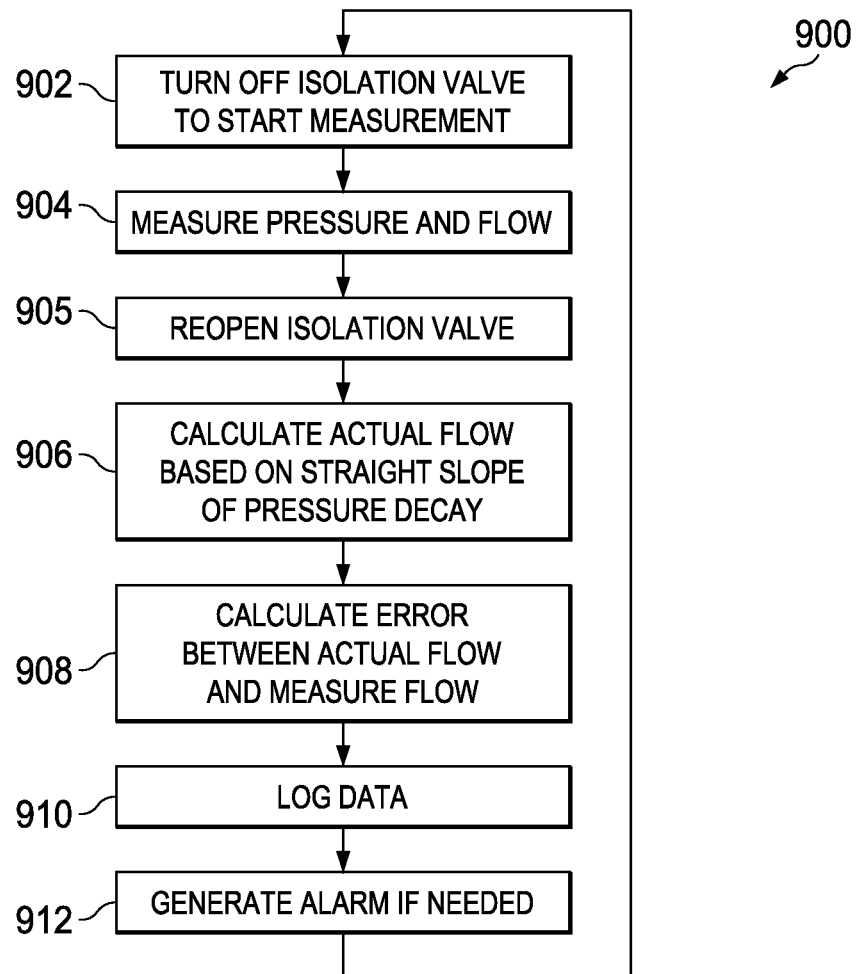 900
902
TURN OFF ISOLATION VALVE
TO START MEASUREMENT
904
MEASURE PRESSURE AND FLOW
905
REOPEN ISOLATION VALVE
906
CALCULATE ACTUAL FLOW
BASED ON STRAIGHT SLOPE
OF PRESSURE DECAY
908
CALCULATE ERROR
BETWEEN ACTUAL FLOW
AND MEASURE FLOW
910
LOG DATA
912
GENERATE ALARM IF NEEDED